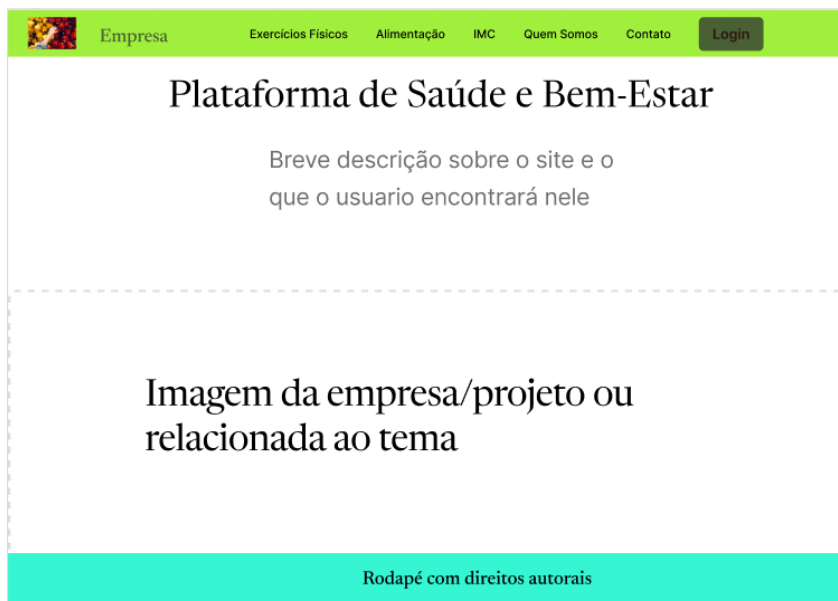 Empresa
Exercícios Físicos
Alimentação
IMC
Quem Somos
Contato
Login
Plataforma de Saúde e Bem-Estar
Breve descrição sobre o site e o
que o usuario encontrará nele
Imagem da empresa/projeto ou
relacionada ao tema
Rodapé com direitos autorais